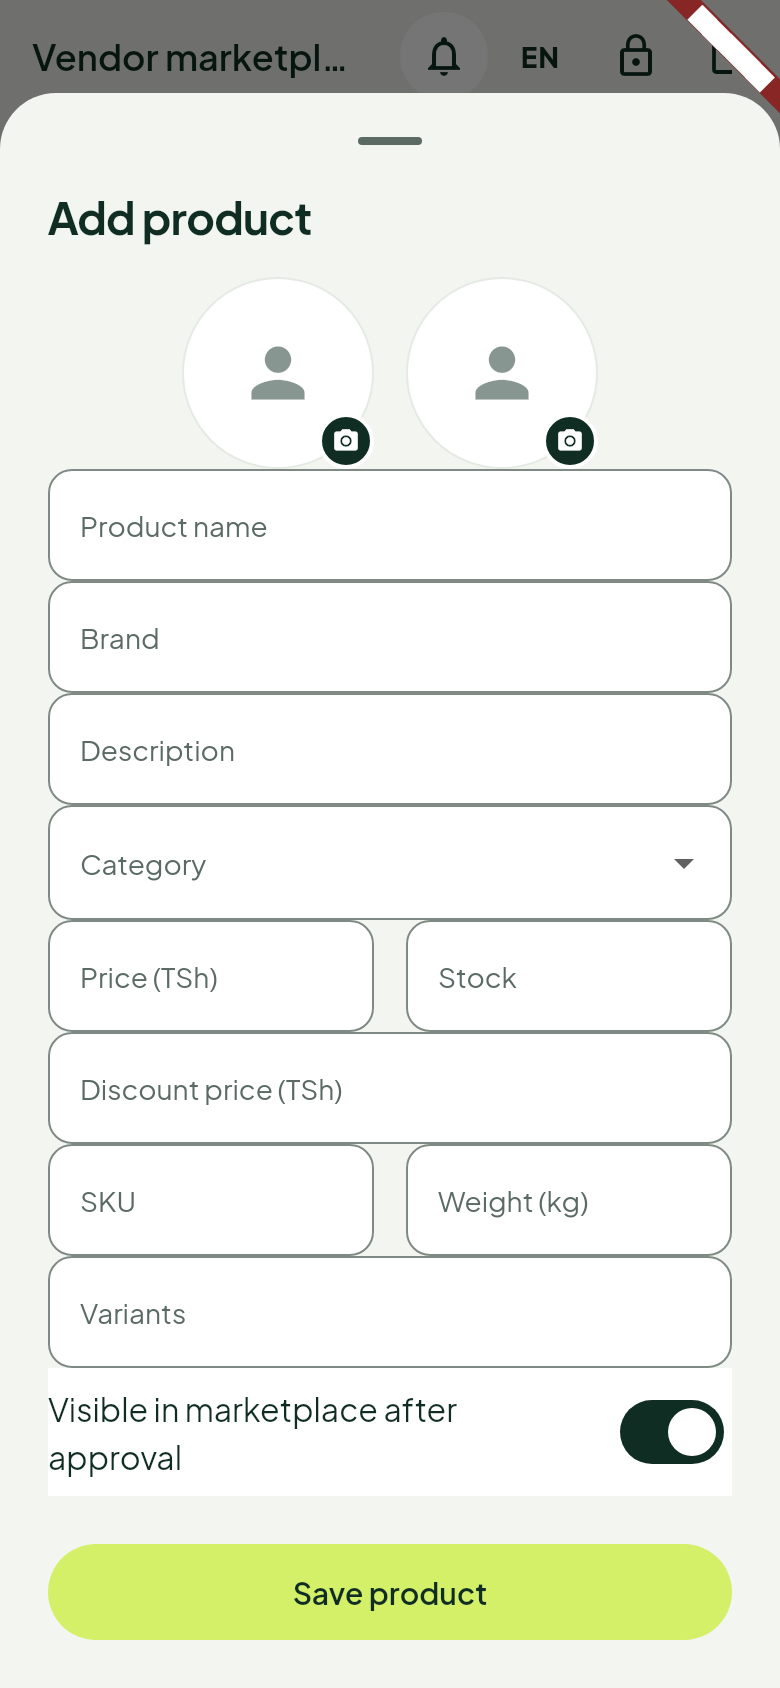 Vendor marketpl…
EN
Add product
Product name
Brand
Description
Category
Price (TSh)
Stock
Discount price (TSh)
SKU
Weight (kg)
Variants
Visible in marketplace after
approval
Save product